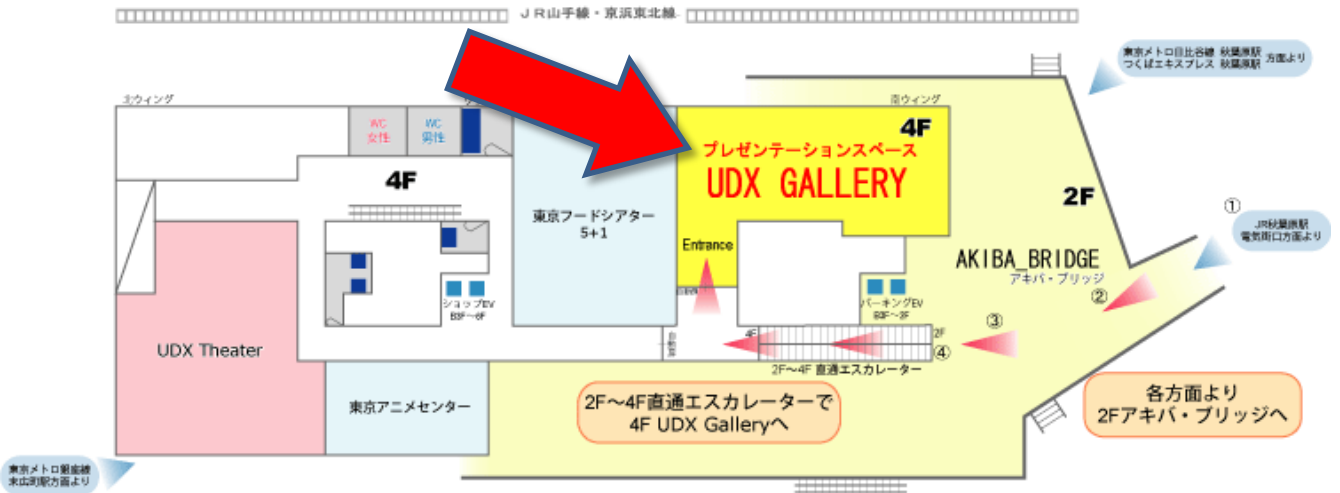 JR山手線・京浜東北線
東京メトロ日比谷線 秋葉原駅
つくばエキスプレス 秋葉原駅
方面より
北ウィング
南ウィング
WC
女性
WC
男性
4F
4F
プレゼンテーションスペース
UDX GALLERY
2F
①
JR秋葉原駅
電気街口方面より
東京フードシアター
5+1
Entrance
AKIBA_BRIDGE
アキバ・ブリッジ
②
ショップEV
B3F～6F
パーキングEV
B3F～3F
③
UDX Theater
4F
2F
④
2F～4F 直通エスカレーター
東京アニメセンター
2F～4F直通エスカレーターで
4F UDX Galleryへ
各方面より
2Fアキバ・ブリッジへ
東京メトロ銀座線
末広町駅方面より